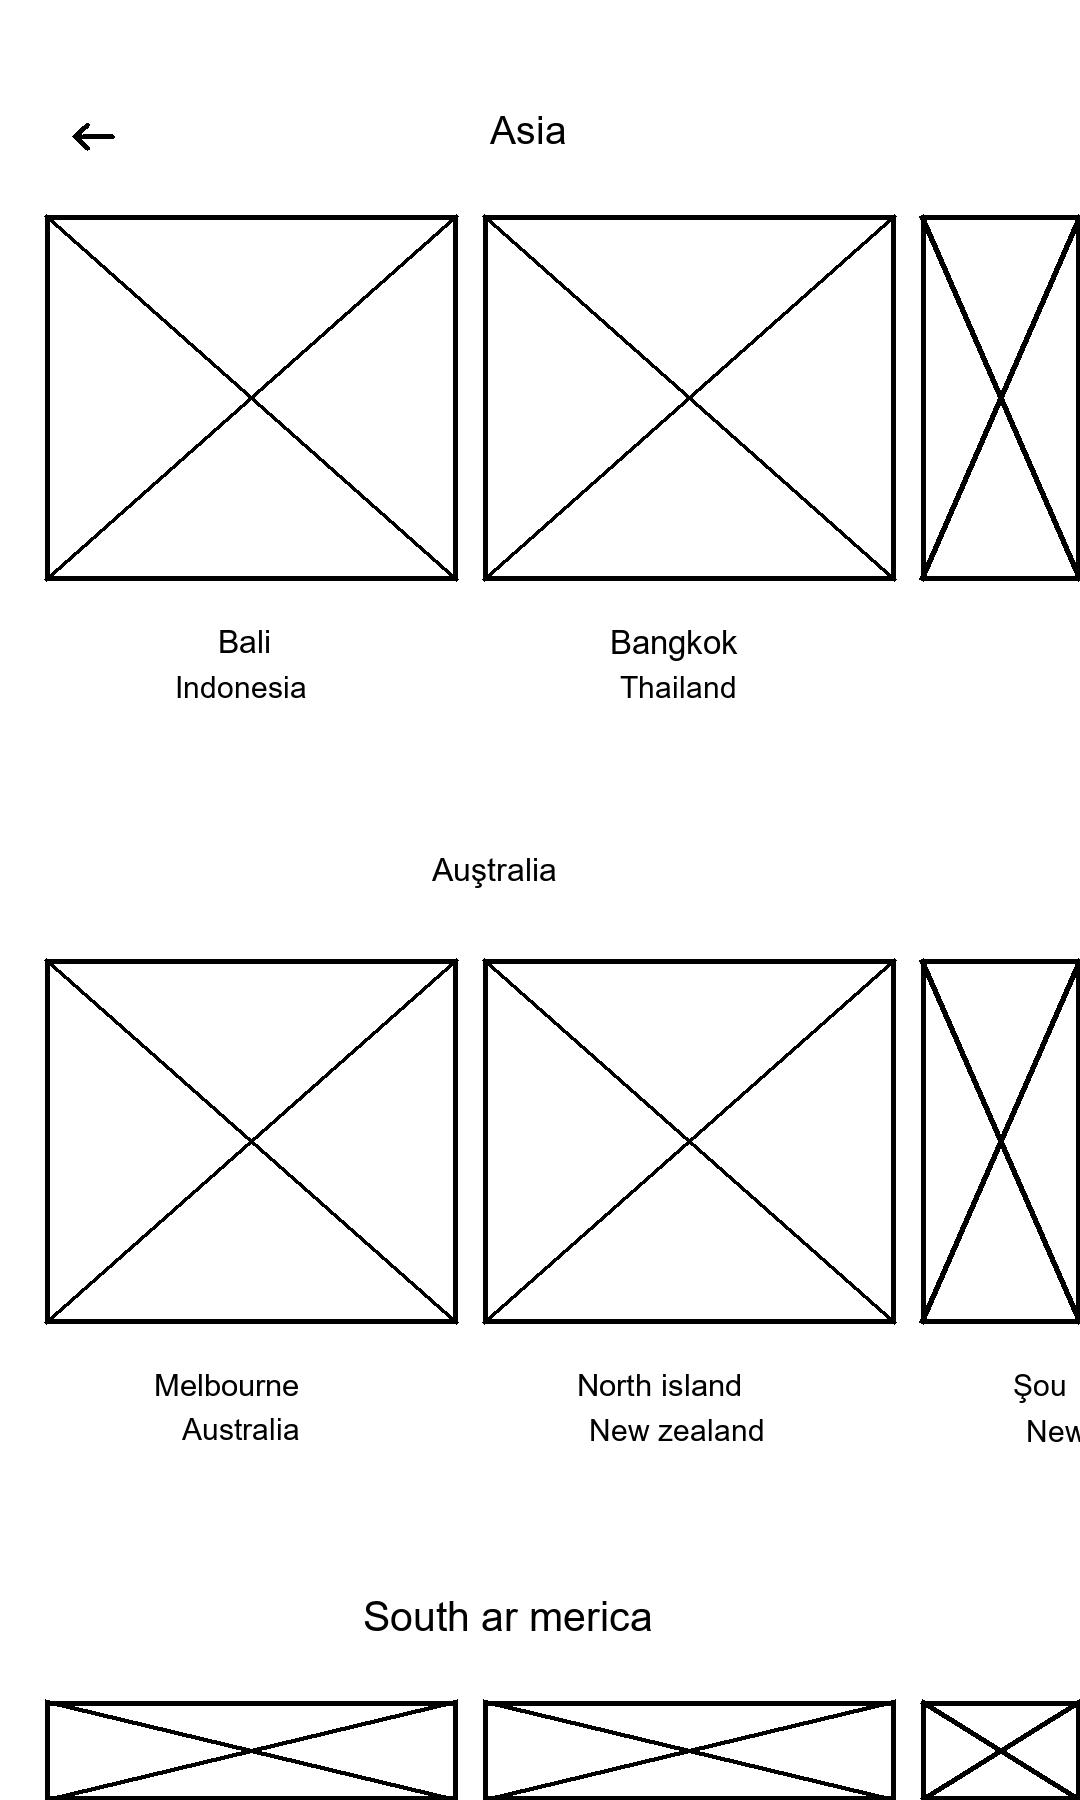 Asia
Bali
Indonesia
Bangkok
Thailand
Auştralia
Melbourne
Australia
North island
New zealand
Şou
New
South ar merica